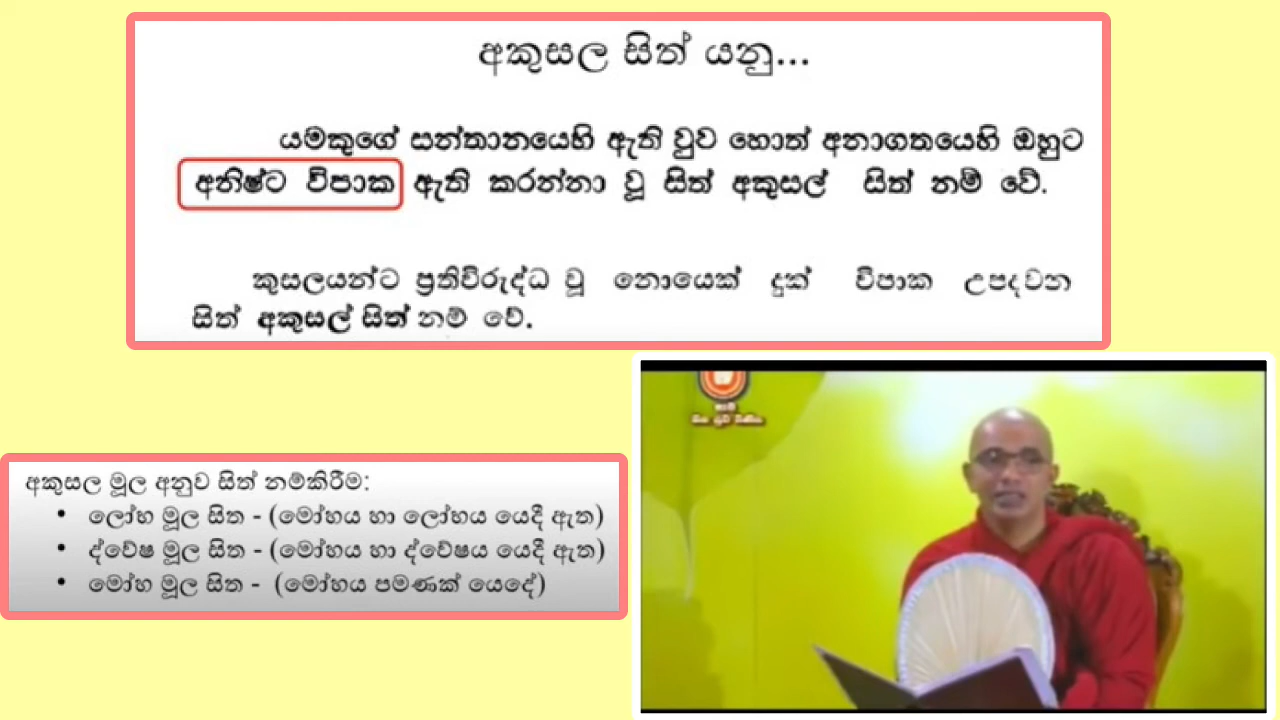 අකුසල සිත් යනු...
යමකුගේ සන්තානයෙහි ඇති වුව හොත් අනාගතයෙහි ඔහුට
අනිෂ්ට විපාක ඇති කරන්නා වූ සිත් අකුසල් සිත් නම් වේ.
කුසලයන්ට ප්‍රතිවිරුද්ධ වූ නොයෙක් දුක් විපාක උපදවන
සිත් අකුසල් සිත් නම් වේ.
අකුසල මූල අනුව සිත් නම්කිරීම:
• ලෝභ මූල සිත - (මෝහය හා ලෝභය යෙදී ඇත)
• ද්වේෂ මූල සිත - (මෝහය හා ද්වේෂය යෙදී ඇත)
• මෝහ මූල සිත - (මෝහය පමණක් යෙදේ)